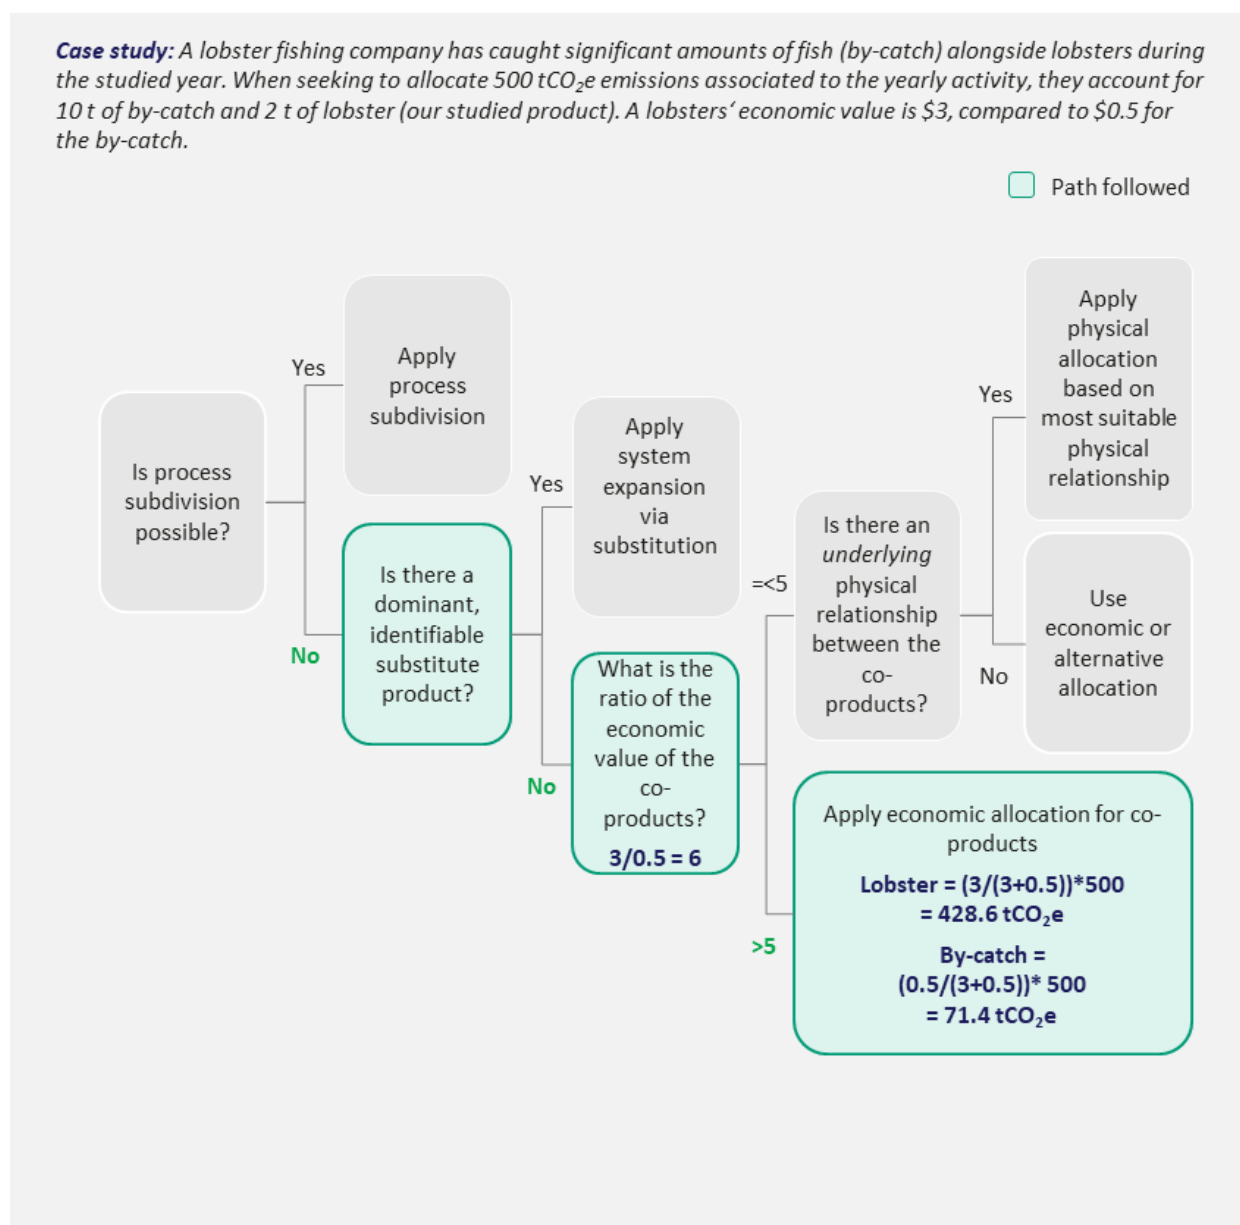 Case study: A lobster fishing company has caught significant amounts of fish (by-catch) alongside lobsters during
the studied year. When seeking to allocate 500 tCO₂e emissions associated to the yearly activity, they account for
10 t of by-catch and 2 t of lobster (our studied product). A lobsters‘ economic value is $3, compared to $0.5 for
the by-catch.
Path followed
Is process
subdivision
possible?
Yes
Apply
process
subdivision
No
Is there a
dominant,
identifiable
substitute
product?
Yes
Apply
system
expansion
via
substitution
No
What is the
ratio of the
economic
value of the
co-
products?
3/0.5 = 6
=<5
Is there an
underlying
physical
relationship
between the
co-
products?
Yes
Apply
physical
allocation
based on
most suitable
physical
relationship
No
Use
economic or
alternative
allocation
>5
Apply economic allocation for co-
products
Lobster = (3/(3+0.5))*500
= 428.6 tCO₂e
By-catch =
(0.5/(3+0.5))* 500
= 71.4 tCO₂e